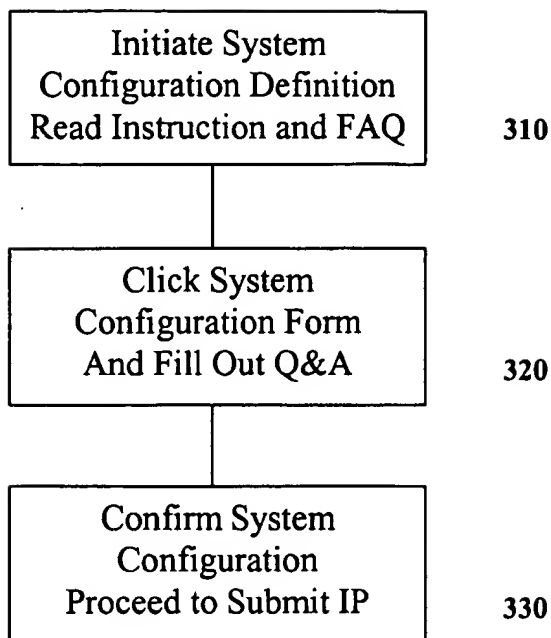 Initiate System
Configuration Definition
Read Instruction and FAQ
310
Click System
Configuration Form
And Fill Out Q&A
320
Confirm System
Configuration
Proceed to Submit IP
330